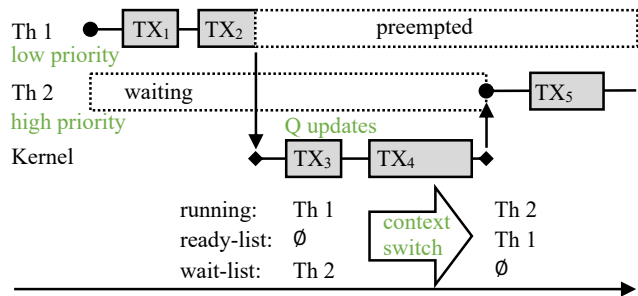 Th 1 TX₁ TX₂ preempted
low priority
Th 2 waiting TX₅
high priority
Q updates
Kernel TX₃ TX₄
running: Th 1 context Th 2
ready-list: ∅ switch Th 1
wait-list: Th 2 ∅